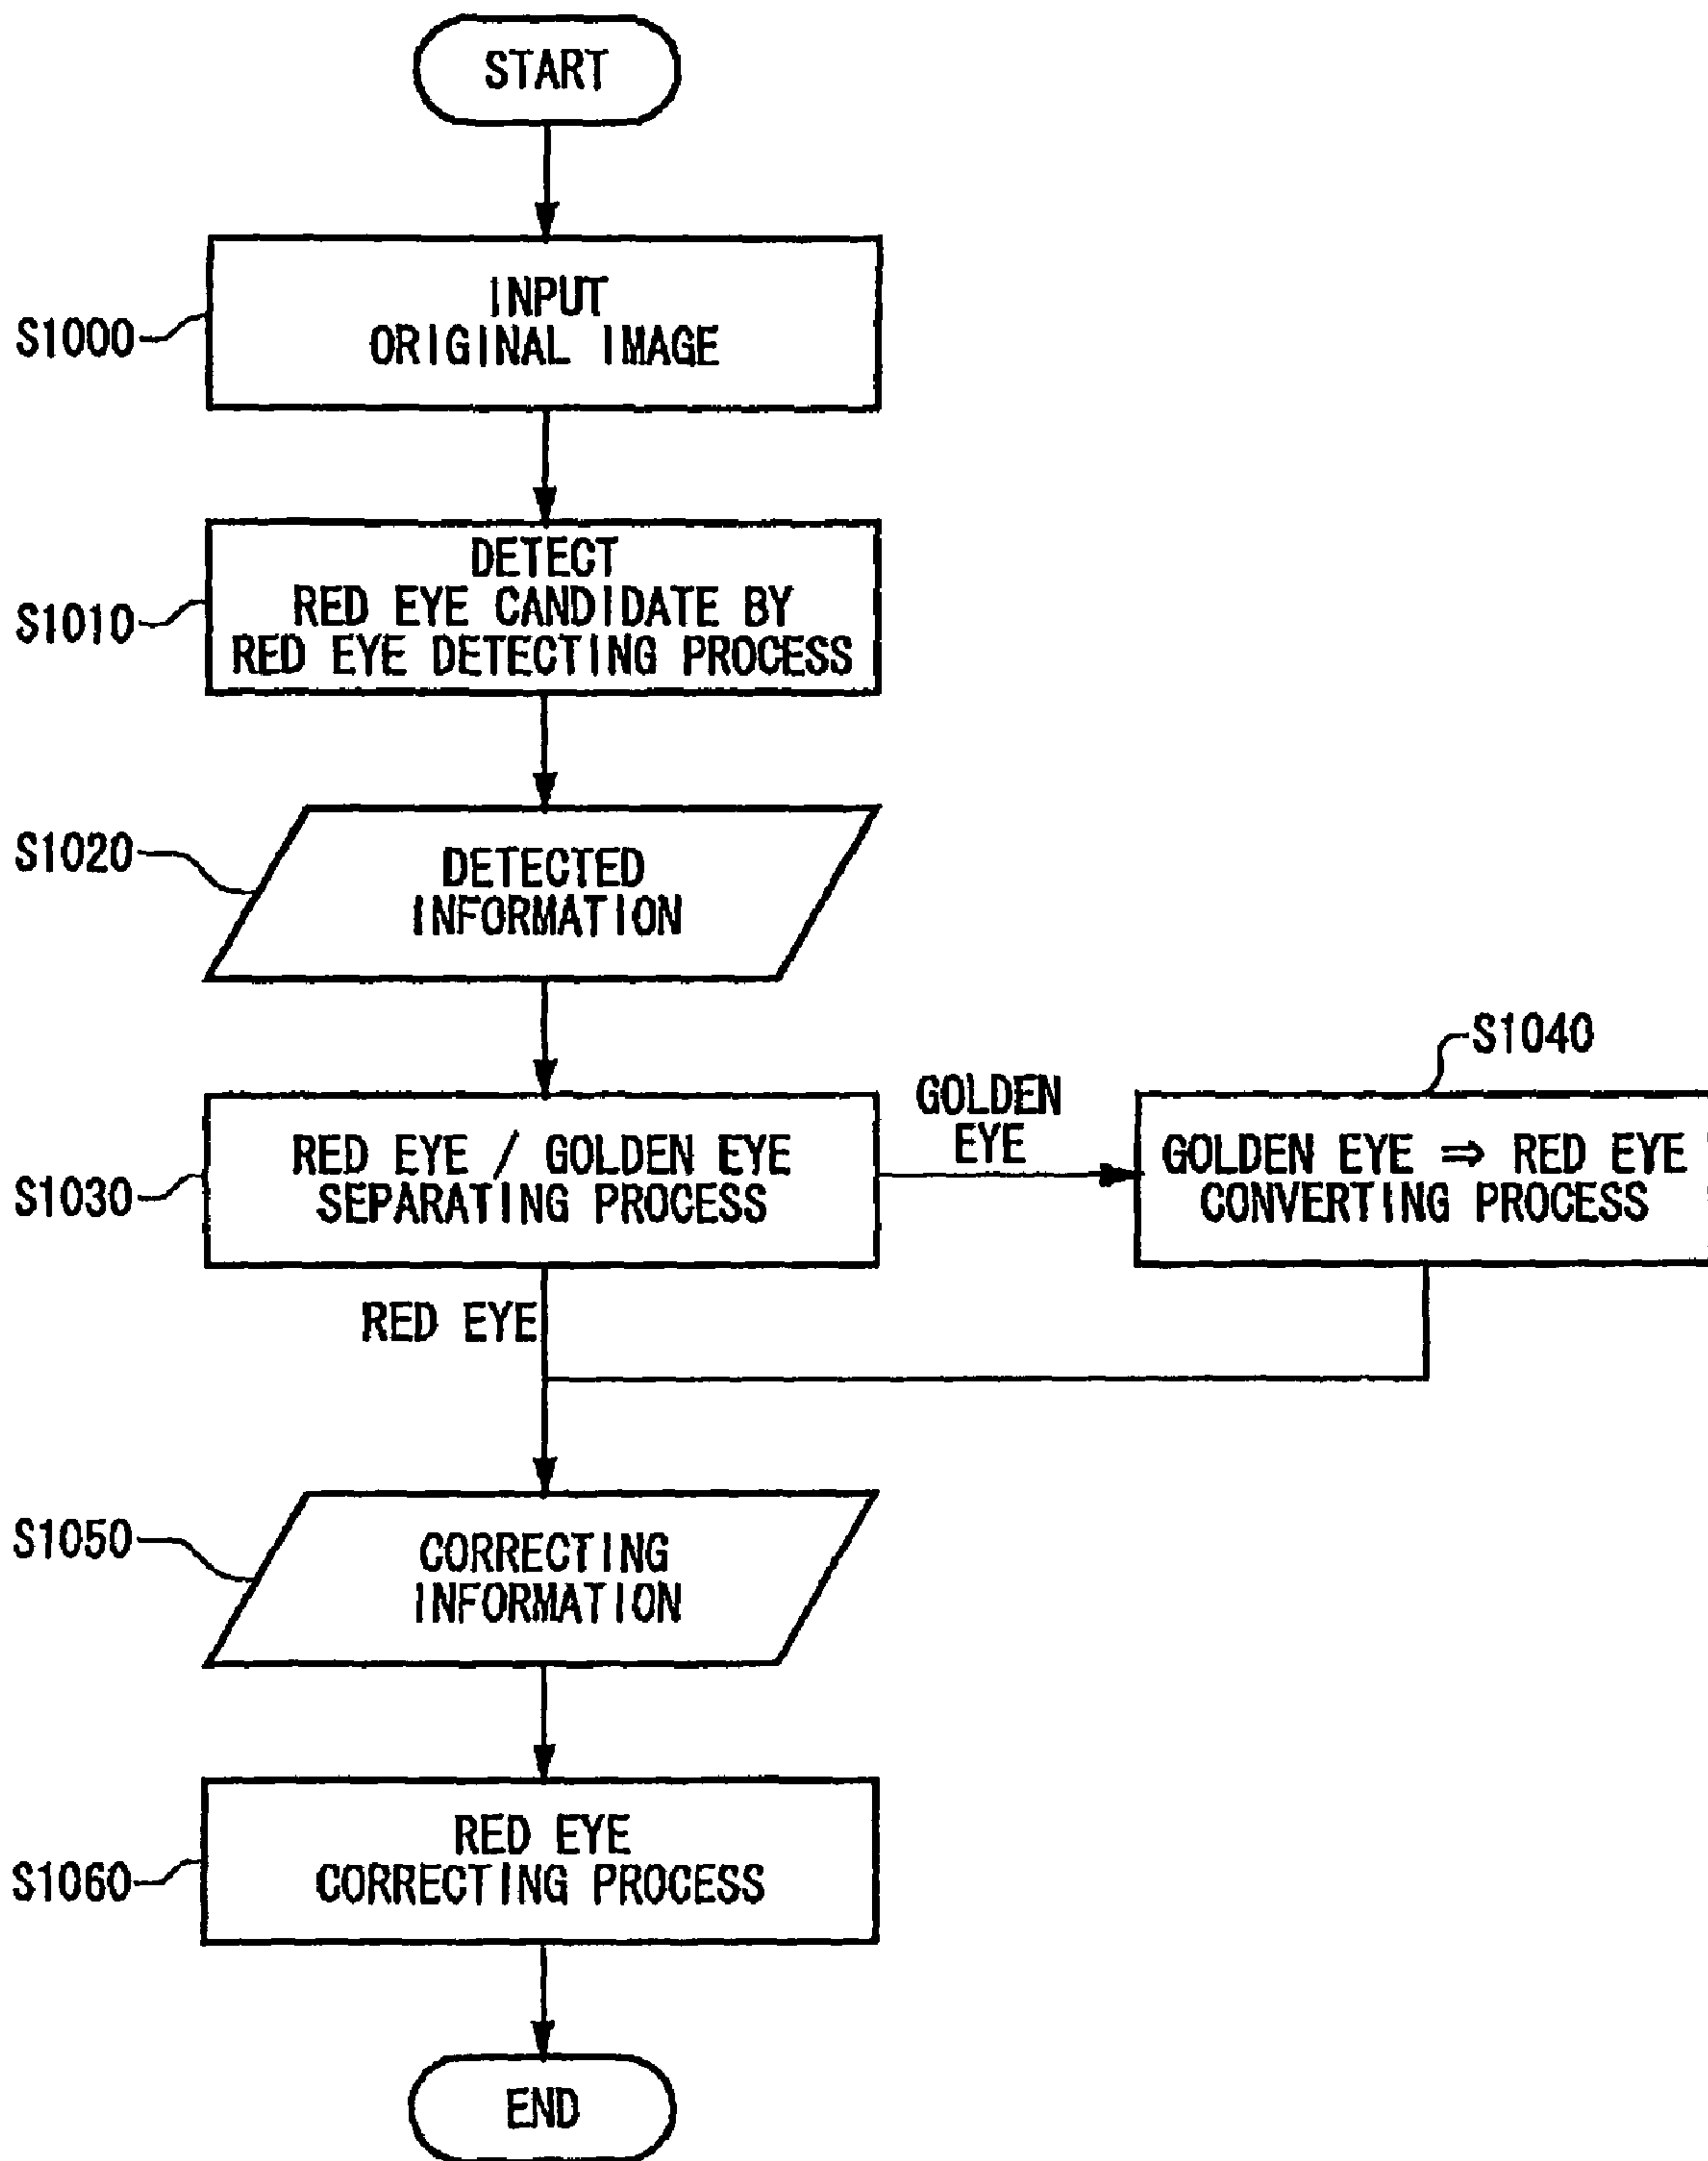 START
INPUT
ORIGINAL IMAGE
S1000
DETECT
RED EYE CANDIDATE BY
RED EYE DETECTING PROCESS
S1010
S1020
DETECTED
INFORMATION
S1030
RED EYE / GOLDEN EYE
SEPARATING PROCESS
GOLDEN
EYE
S1040
GOLDEN EYE ⇒ RED EYE
CONVERTING PROCESS
RED EYE
S1050
CORRECTING
INFORMATION
S1060
RED EYE
CORRECTING PROCESS
END